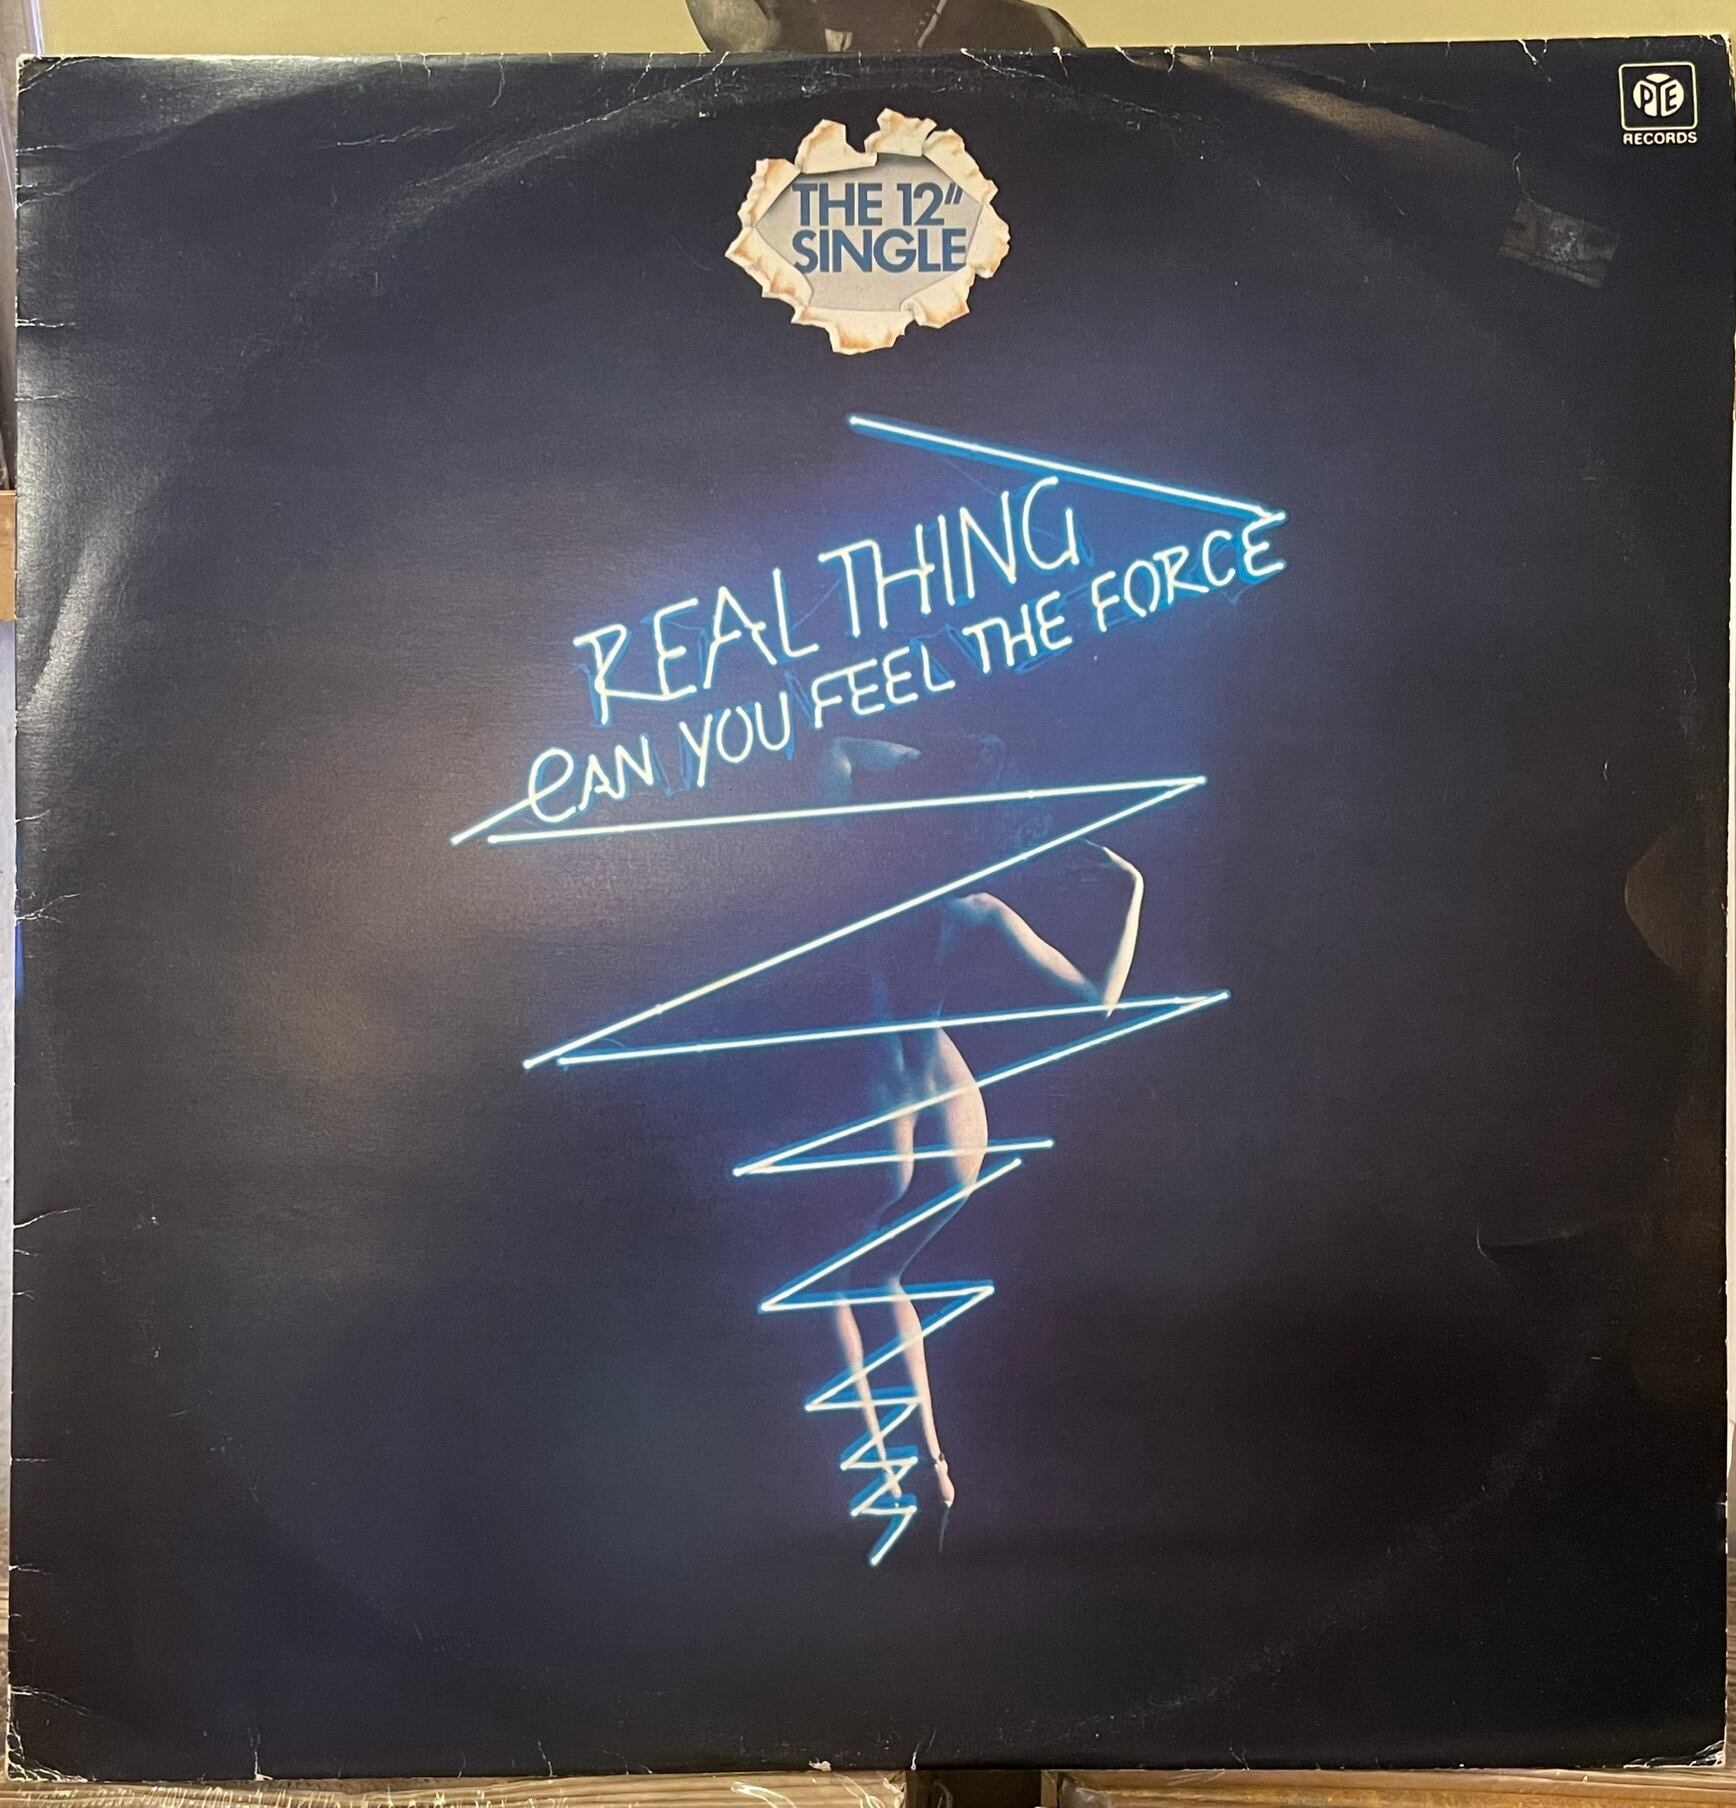 PYE
RECORDS
THE 12"
SINGLE
REAL THING
CAN YOU FEEL THE FORCE